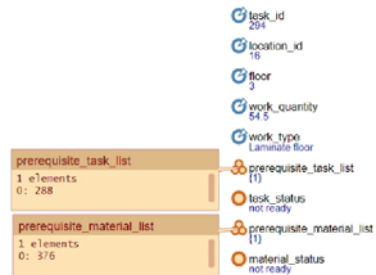 task_id
294
location_id
16
floor
3
work_quantity
54.5
work_type
Laminate floor
prerequisite_task_list
1 elements
0: 288
prerequisite_task_list
{1}
task_status
not ready
prerequisite_material_list
1 elements
0: 376
prerequisite_material_list
{1}
material_status
not ready